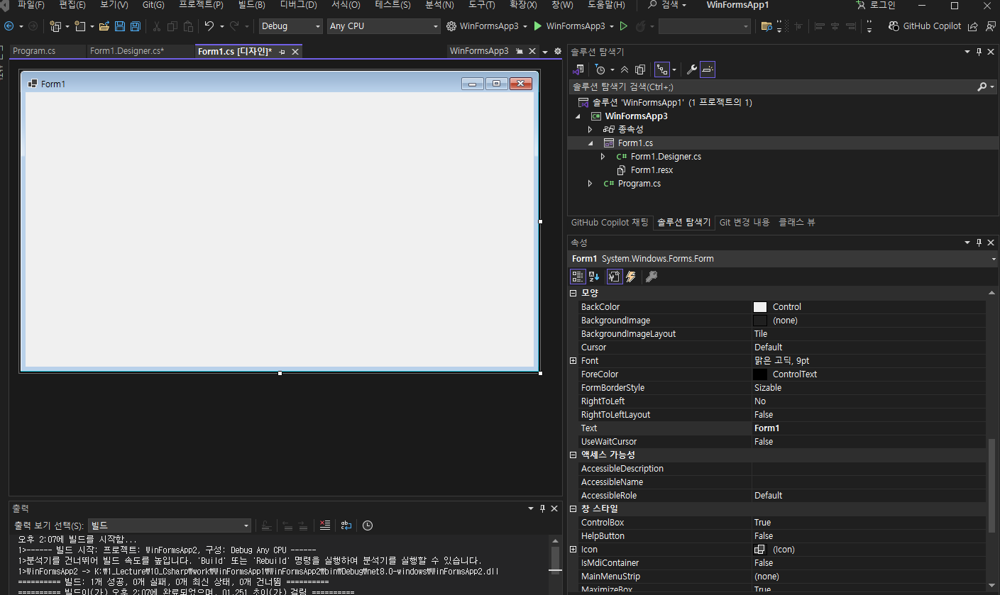 파일(F) 편집(E) 보기(V) Git(G) 프로젝트(P) 빌드(B) 디버그(D) 서식(O) 테스트(S) 분석(N) 도구(T) 확장(X) 창(W) 도움말(H) 검색 WinFormsApp1 로그인
Debug Any CPU WinFormsApp3 WinFormsApp3 GitHub Copilot
Program.cs Form1.Designer.cs* Form1.cs [디자인]* WinFormsApp3
Form1
출력
출력 보기 선택(S): 빌드
오후 2:07에 빌드를 시작함...
1>------ 빌드 시작: 프로젝트: WinFormsApp2, 구성: Debug Any CPU ------
1>분석기를 건너뛰어 빌드 속도를 높입니다. 'Build' 또는 'Rebuild' 명령을 실행하여 분석기를 실행할 수 있습니다.
1>WinFormsApp2 -> K:₩1_Lecture₩10_Csharp₩work₩WinFormsApp1₩WinFormsApp2₩bin₩Debug₩net8.0-windows₩WinFormsApp2.dll
========== 빌드: 1개 성공, 0개 실패, 0개 최신 상태, 0개 건너뜀 ==========
========== 빌드이(가) 오후 2:07에 완료되었으며, 01.251 초이(가) 걸림 ==========
솔루션 탐색기
솔루션 탐색기 검색(Ctrl+;)
솔루션 'WinFormsApp1' (1 프로젝트의 1)
C# WinFormsApp3
종속성
Form1.cs
C# Form1.Designer.cs
Form1.resx
C# Program.cs
GitHub Copilot 채팅 솔루션 탐색기 Git 변경 내용 클래스 뷰
속성
Form1 System.Windows.Forms.Form
모양
BackColor Control
BackgroundImage (none)
BackgroundImageLayout Tile
Cursor Default
Font 맑은 고딕, 9pt
ForeColor ControlText
FormBorderStyle Sizable
RightToLeft No
RightToLeftLayout False
Text Form1
UseWaitCursor False
액세스 가능성
AccessibleDescription
AccessibleName
AccessibleRole Default
창 스타일
ControlBox True
HelpButton False
Icon (Icon)
IsMdiContainer False
MainMenuStrip (none)
MaximizeBox True